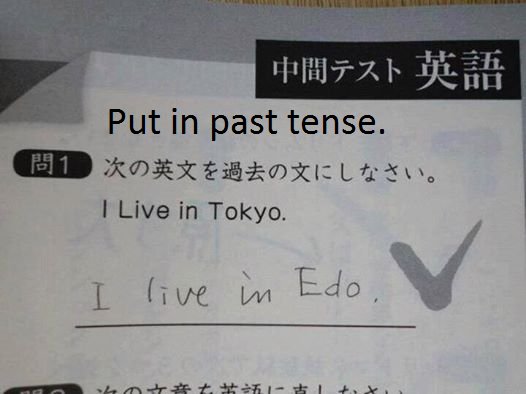 中間テスト 英語
Put in past tense.
問1 次の英文を過去の文にしなさい。
I Live in Tokyo.
I live in Edo.
次の文章を英語に直しなさい